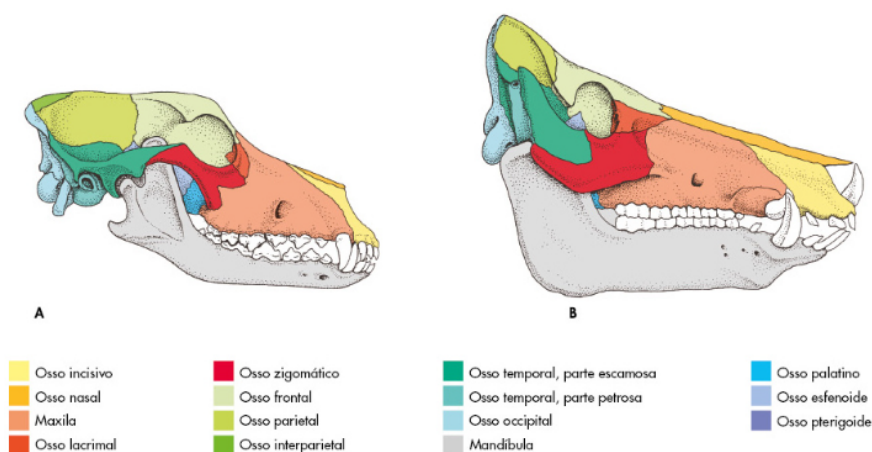 A
B
Osso incisivo
Osso nasal
Maxila
Osso lacrimal
Osso zigomático
Osso frontal
Osso parietal
Osso interparietal
Osso temporal, parte escamosa
Osso temporal, parte petrosa
Osso occipital
Mandíbula
Osso palatino
Osso esfenoide
Osso pterigoide